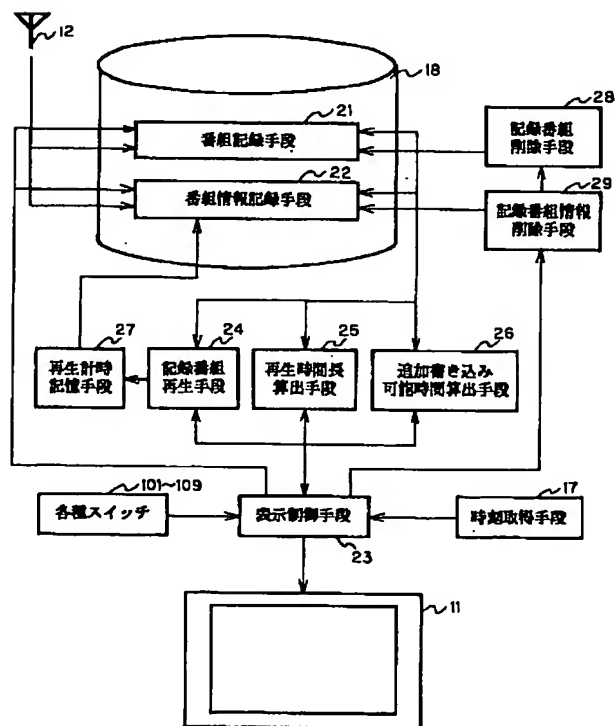 12
18
21
番組記録手段
22
番組情報記録手段
28
記録番組
削除手段
29
記録番組情報
削除手段
27
再生計時
記憶手段
24
記録番組
再生手段
25
再生時間長
算出手段
26
追加書き込み
可能時間算出手段
101~109
各種スイッチ
表示制御手段
23
17
時刻取得手段
11